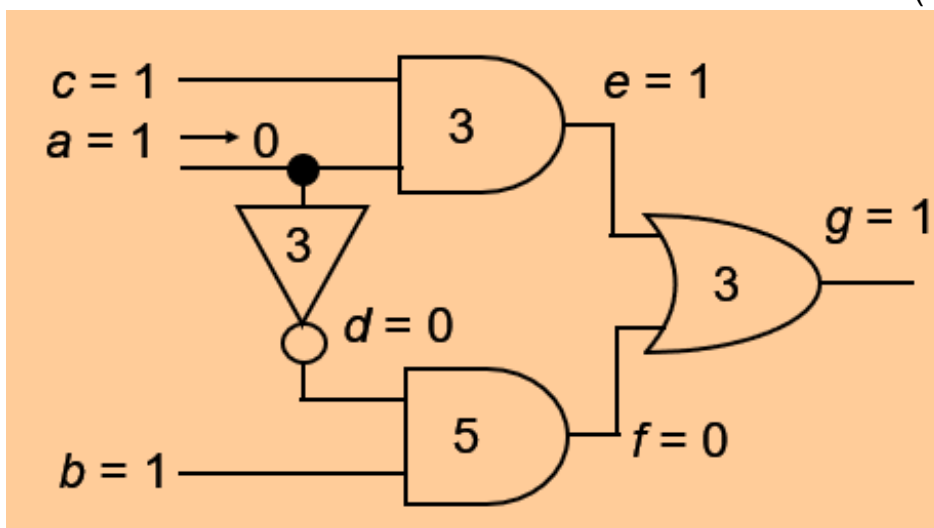 c = 1
a = 1 → 0
3
e = 1
3
d = 0
g = 1
3
b = 1
5
f = 0